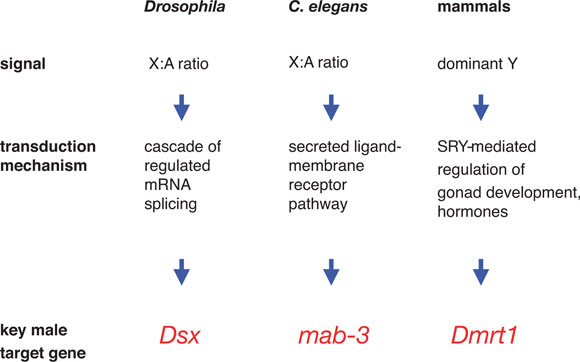 Drosophila C. elegans mammals
signal X:A ratio X:A ratio dominant Y
transduction mechanism
cascade of
regulated
mRNA
splicing
secreted ligand-
membrane
receptor
pathway
SRY-mediated
regulation of
gonad development,
hormones
key male
target gene
Dsx mab-3 Dmrt1